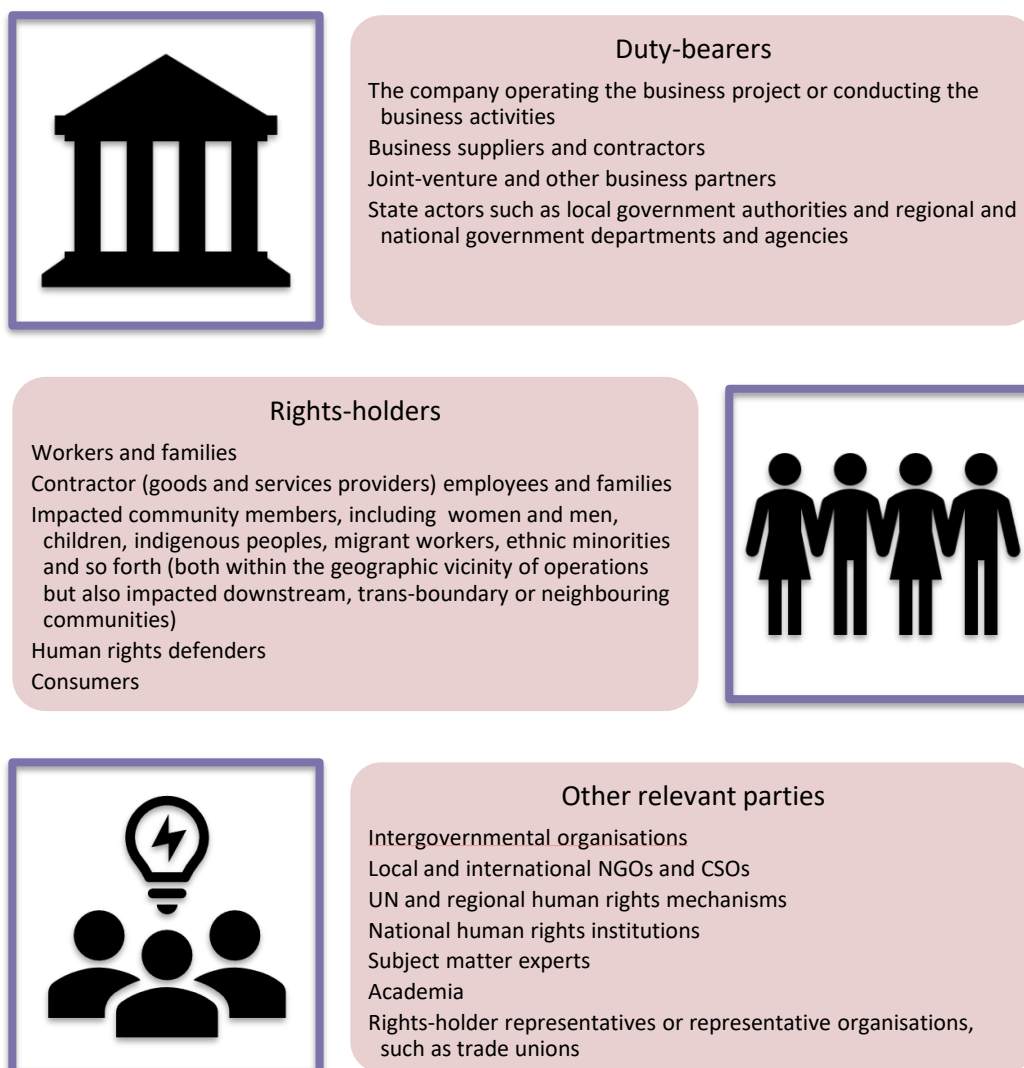 Duty-bearers
The company operating the business project or conducting the
business activities
Business suppliers and contractors
Joint-venture and other business partners
State actors such as local government authorities and regional and
national government departments and agencies
Rights-holders
Workers and families
Contractor (goods and services providers) employees and families
Impacted community members, including  women and men,
children, indigenous peoples, migrant workers, ethnic minorities
and so forth (both within the geographic vicinity of operations
but also impacted downstream, trans-boundary or neighbouring
communities)
Human rights defenders
Consumers
Other relevant parties
Intergovernmental organisations
Local and international NGOs and CSOs
UN and regional human rights mechanisms
National human rights institutions
Subject matter experts
Academia
Rights-holder representatives or representative organisations,
such as trade unions